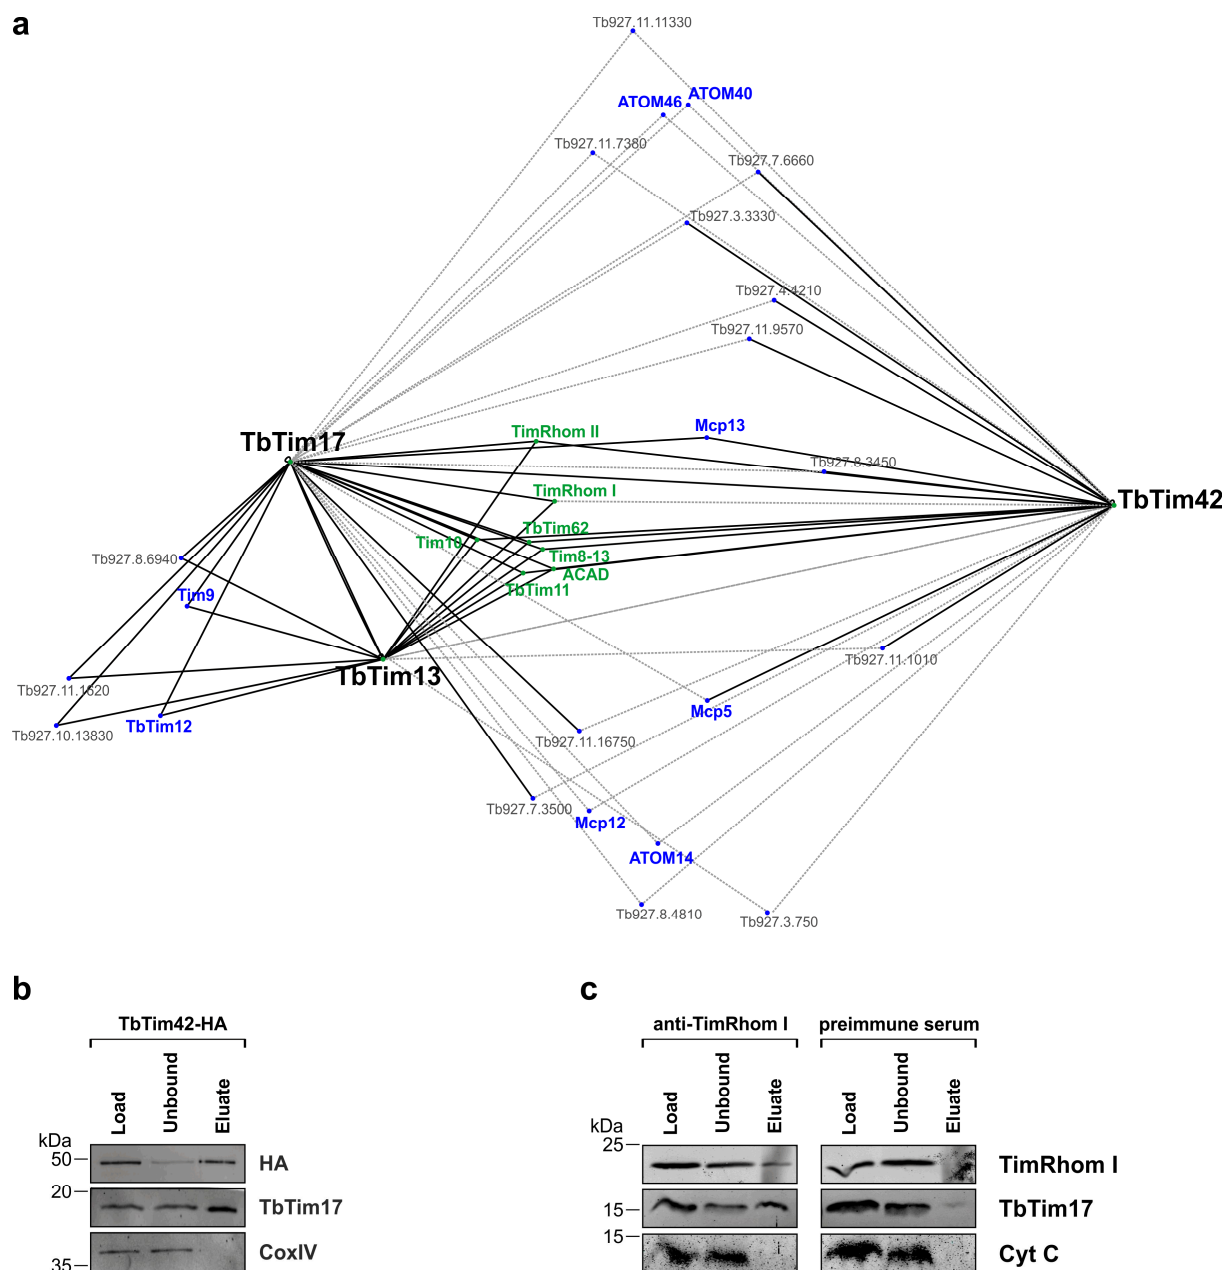 a
Tb927.11.11330
ATOM40
ATOM46
Tb927.11.7380
Tb927.7.6660
Tb927.3.3330
Tb927.4.4210
Tb927.11.9570
Mcp13
TimRhom II
TbTim17
Tb927.8.3450
TimRhom I
TbTim42
TbTim62
Tim10
Tim8-13
Tb927.8.6940
ACAD
TbTim11
Tim9
Tb927.11.1010
TbTim13
Tb927.11.1620
Mcp5
TbTim12
Tb927.10.13830
Tb927.11.16750
Tb927.7.3500
Mcp12
ATOM14
Tb927.8.4810
Tb927.3.750
b
TbTim42-HA
Load
Unbound
Eluate
kDa
50
HA
20
TbTim17
CoxIV
35
c
anti-TimRhom I
preimmune serum
Load
Unbound
Eluate
Load
Unbound
Eluate
kDa
25
TimRhom I
15
TbTim17
15
Cyt C